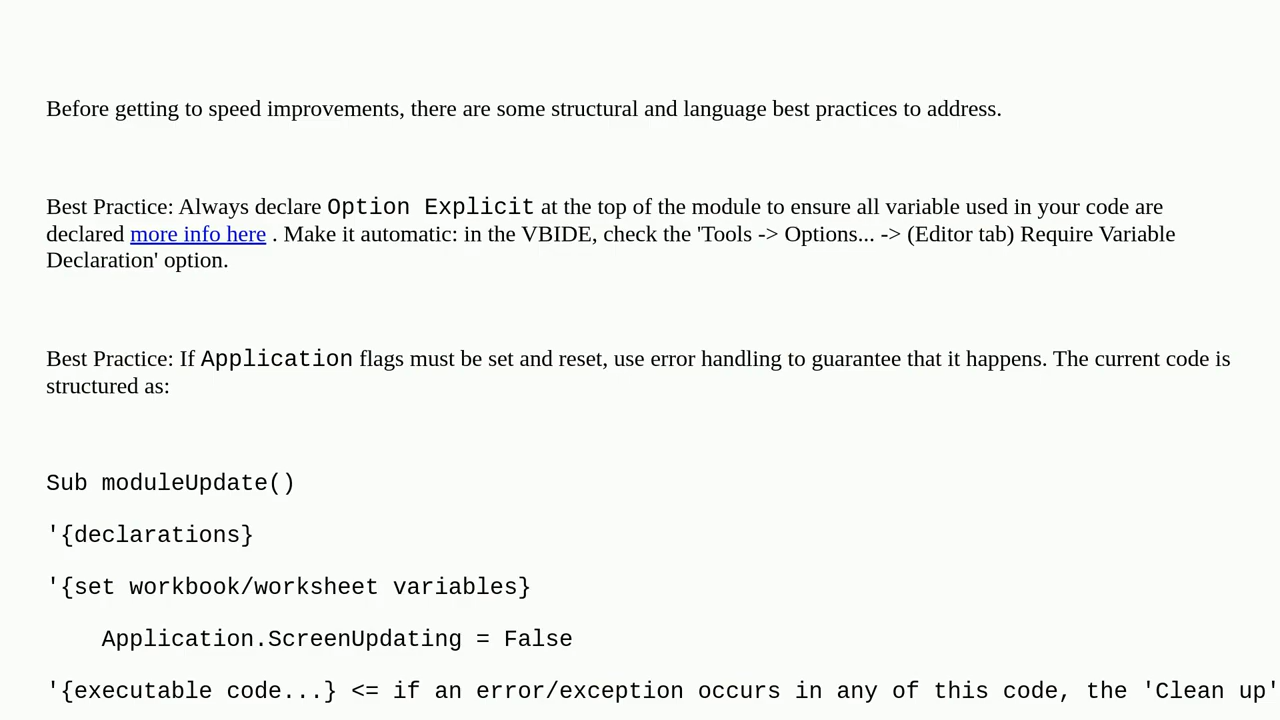 Before getting to speed improvements, there are some structural and language best practices to address.
Best Practice: Always declare Option Explicit at the top of the module to ensure all variable used in your code are
declared more info here . Make it automatic: in the VBIDE, check the 'Tools -> Options... -> (Editor tab) Require Variable
Declaration' option.
Best Practice: If Application flags must be set and reset, use error handling to guarantee that it happens. The current code is
structured as:
Sub moduleUpdate()
'{declarations}
'{set workbook/worksheet variables}
    Application.ScreenUpdating = False
'{executable code...} <= if an error/exception occurs in any of this code, the 'Clean up'